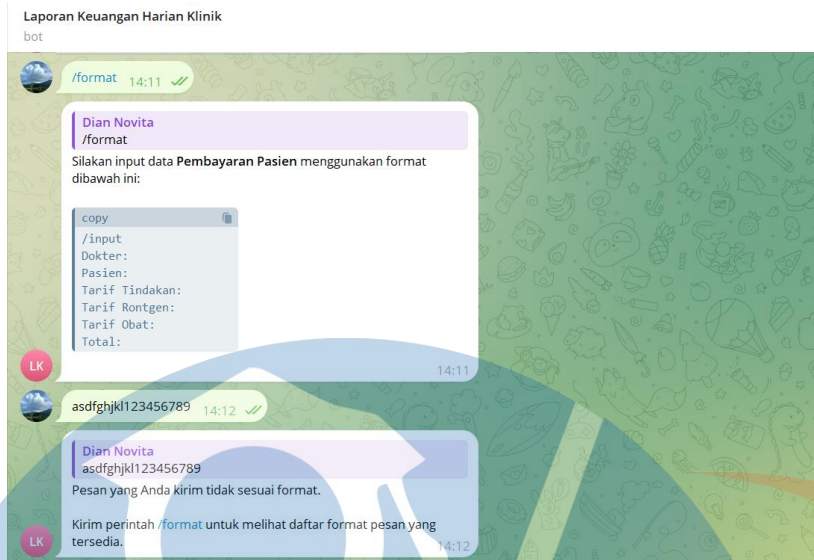 Laporan Keuangan Harian Klinik
bot
/format 14:11
Dian Novita
/format
Silakan input data Pembayaran Pasien menggunakan format
dibawah ini:
copy
/input
Dokter:
Pasien:
Tarif Tindakan:
Tarif Rontgen:
Tarif Obat:
Total:
LK
14:11
asdfghjkl123456789 14:12
Dian Novita
asdfghjkl123456789
Pesan yang Anda kirim tidak sesuai format.
Kirim perintah /format untuk melihat daftar format pesan yang
tersedia.
LK
14:12